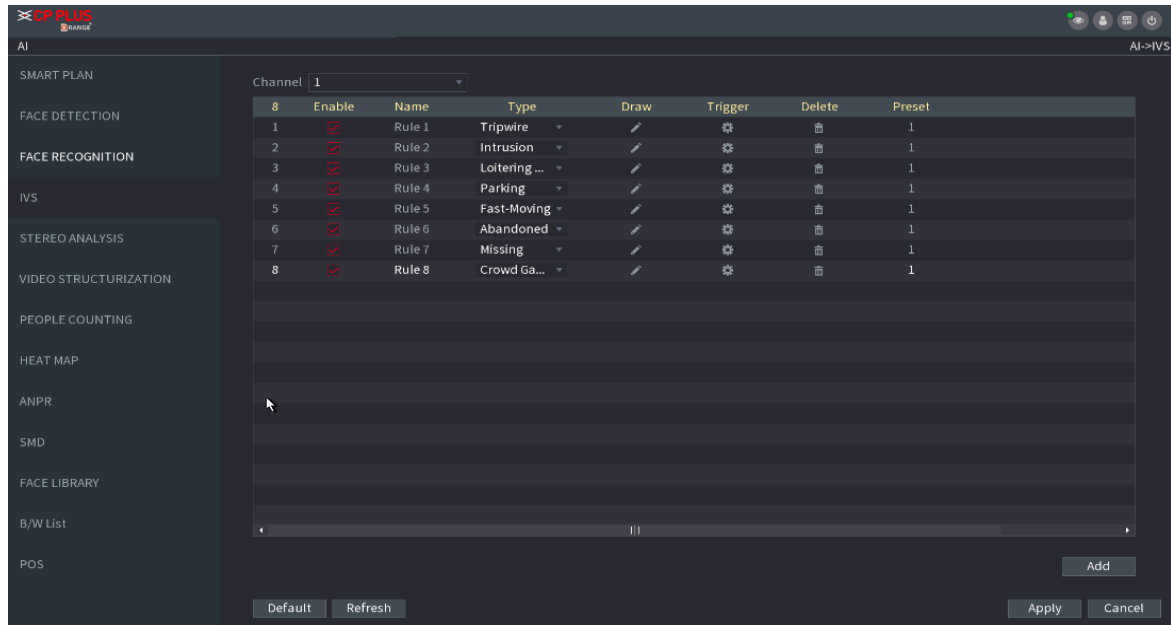 CP PLUS
ORANGE
AI AI->IVS
SMART PLAN
FACE DETECTION
FACE RECOGNITION
IVS
STEREO ANALYSIS
VIDEO STRUCTURIZATION
PEOPLE COUNTING
HEAT MAP
ANPR
SMD
FACE LIBRARY
B/W List
POS
Channel 1
8 Enable Name Type Draw Trigger Delete Preset
1 Rule 1 Tripwire 1
2 Rule 2 Intrusion 1
3 Rule 3 Loitering ... 1
4 Rule 4 Parking 1
5 Rule 5 Fast-Moving 1
6 Rule 6 Abandoned 1
7 Rule 7 Missing 1
8 Rule 8 Crowd Ga... 1
Add
Default Refresh Apply Cancel